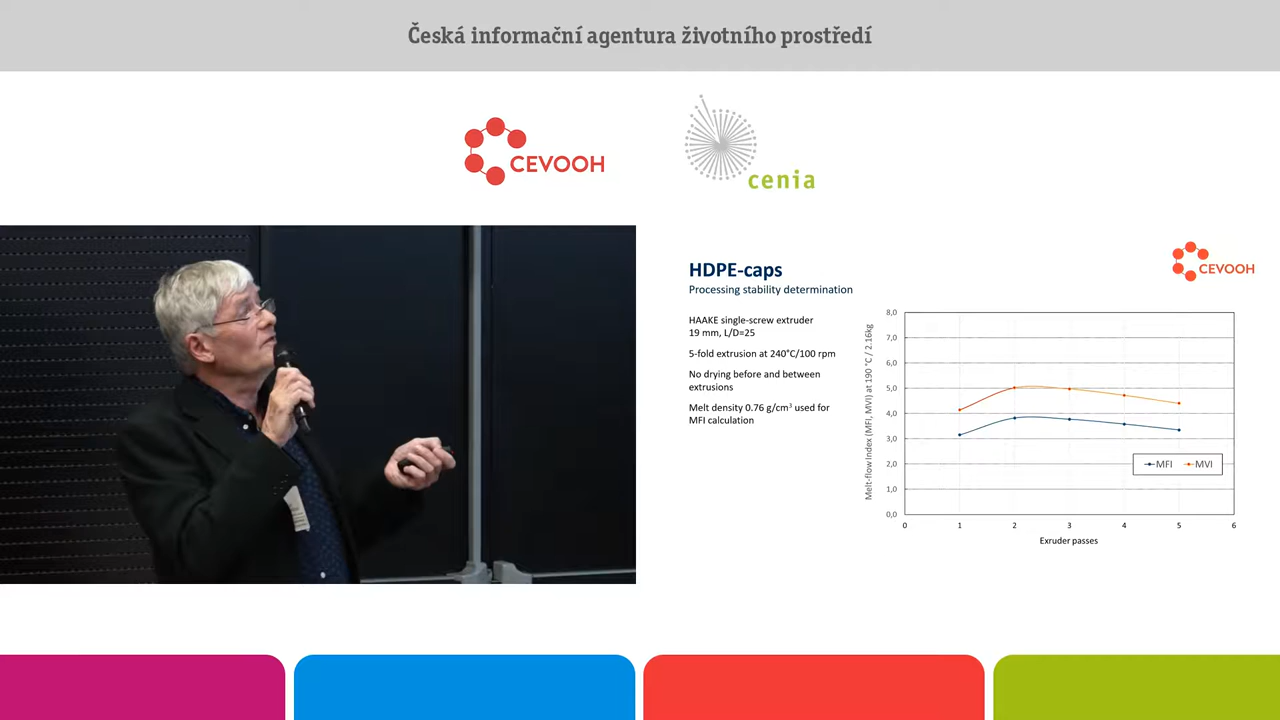 Česká informační agentura životního prostředí
CEVOOH
cenia
CEVOOH
HDPE-caps
Processing stability determination
HAAKE single-screw extruder
19 mm, L/D=25
5-fold extrusion at 240°C/100 rpm
No drying before and between
extrusions
Melt density 0.76 g/cm³ used for
MFI calculation
Melt-flow Index (MFI, MVI) at 190 °C / 2.16kg
8,0
7,0
6,0
5,0
4,0
3,0
2,0
1,0
0,0
MFI MVI
0 1 2 3 4 5 6
Exruder passes